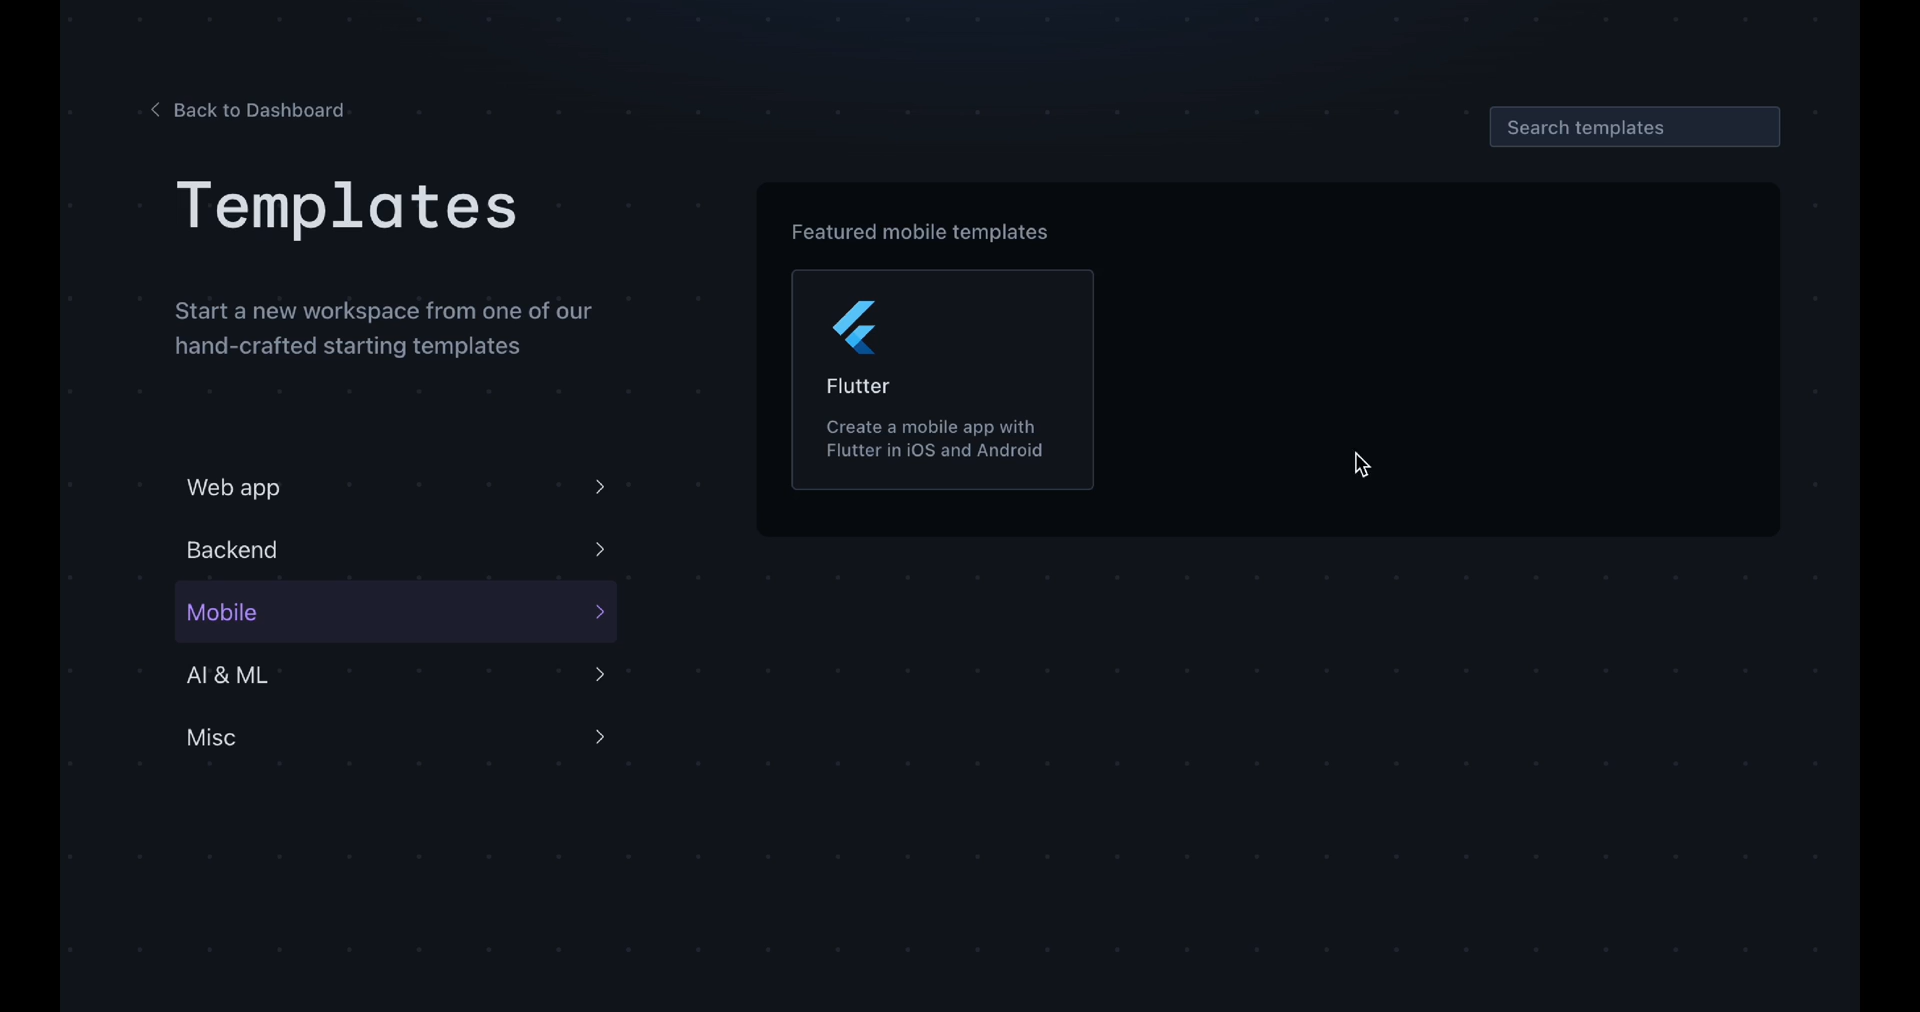 Back to Dashboard
Search templates
Templates
Start a new workspace from one of our
hand-crafted starting templates
Web app
Backend
Mobile
AI & ML
Misc
Featured mobile templates
Flutter
Create a mobile app with
Flutter in iOS and Android